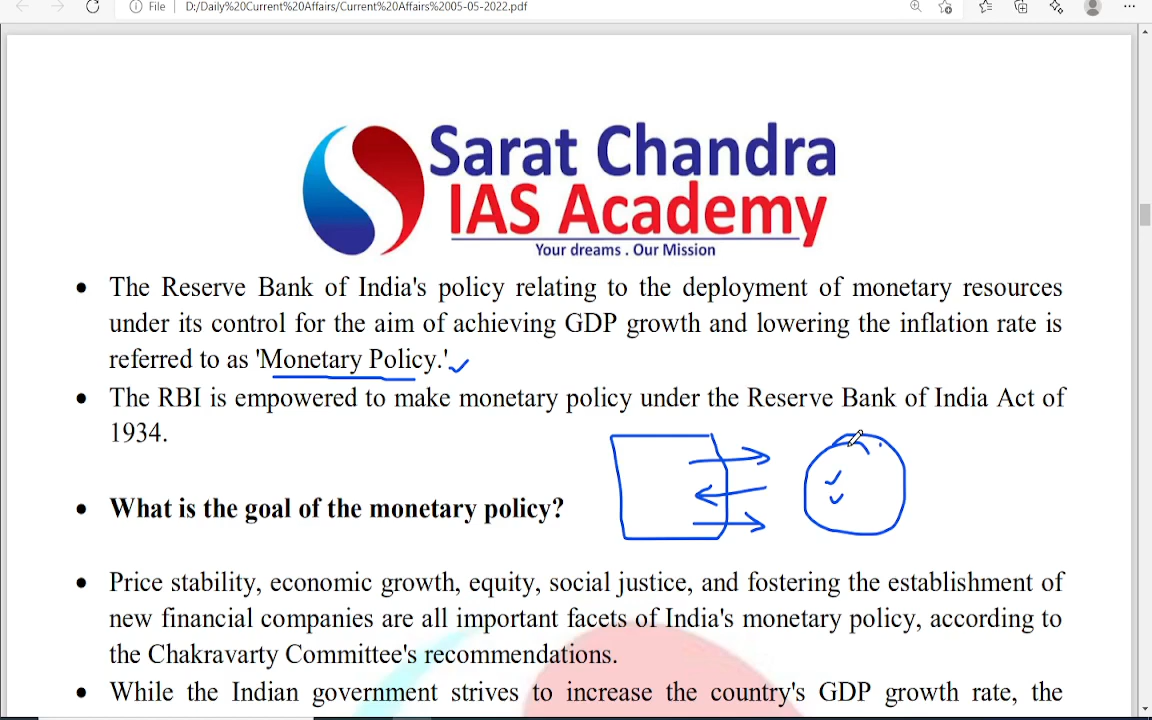 File
D:/Daily%20Current%20Affairs/Current%20Affairs%2005-05-2022.pdf
Sarat Chandra
IAS Academy
Your dreams . Our Mission
• The Reserve Bank of India's policy relating to the deployment of monetary resources
under its control for the aim of achieving GDP growth and lowering the inflation rate is
referred to as 'Monetary Policy.'
• The RBI is empowered to make monetary policy under the Reserve Bank of India Act of
1934.
• What is the goal of the monetary policy?
• Price stability, economic growth, equity, social justice, and fostering the establishment of
new financial companies are all important facets of India's monetary policy, according to
the Chakravarty Committee's recommendations.
• While the Indian government strives to increase the country's GDP growth rate, the